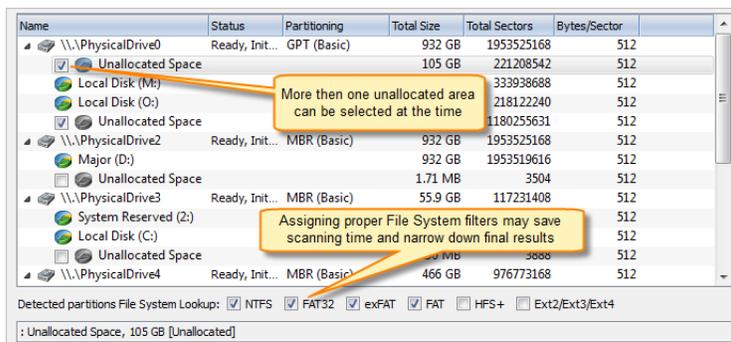 Name Status Partitioning Total Size Total Sectors Bytes/Sector
\\.\PhysicalDrive0 Ready, Init... GPT (Basic) 932 GB 1953525168 512
Unallocated Space 105 GB 221208542 512
Local Disk (M:) 333938688 512
Local Disk (O:) 218122240 512
Unallocated Space 1180255631 512
More then one unallocated area
can be selected at the time
\\.\PhysicalDrive2 Ready, Init... MBR (Basic) 932 GB 1953525168 512
Major (D:) 932 GB 1953519616 512
Unallocated Space 1.71 MB 3504 512
\\.\PhysicalDrive3 Ready, Init... MBR (Basic) 55.9 GB 117231408 512
System Reserved (2:) 512
Local Disk (C:) 512
Unallocated Space MB 3888 512
Assigning proper File System filters may save
scanning time and narrow down final results
\\.\PhysicalDrive4 Ready, Init... MBR (Basic) 466 GB 976773168 512
Detected partitions File System Lookup: NTFS FAT32 exFAT FAT HFS+ Ext2/Ext3/Ext4
: Unallocated Space, 105 GB [Unallocated]